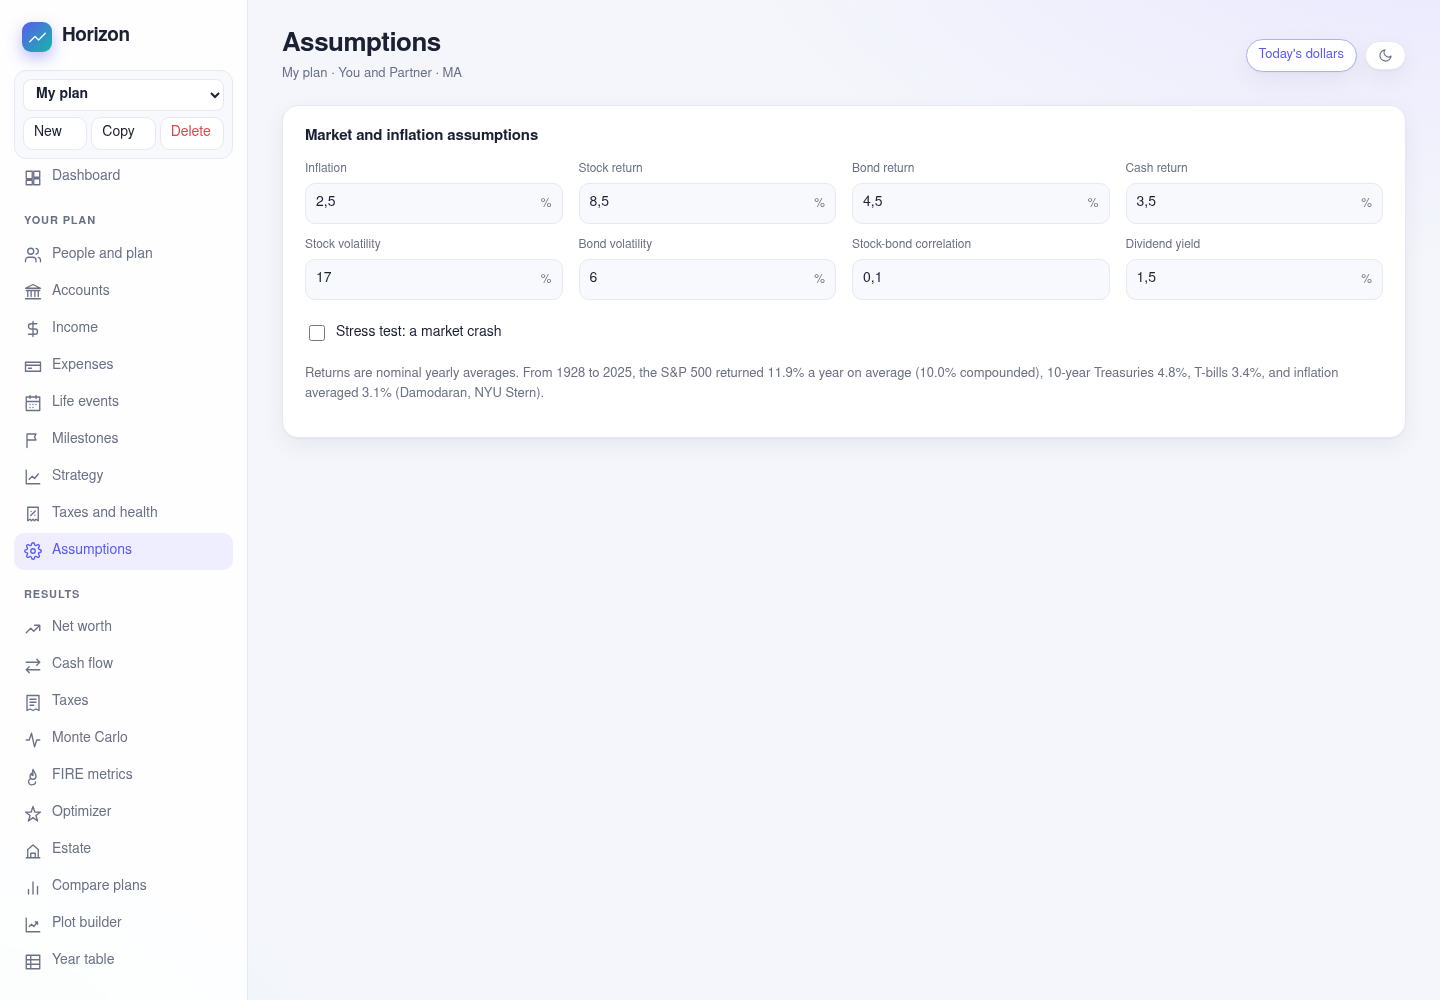 Horizon
My plan
New
Copy
Delete
Dashboard
YOUR PLAN
People and plan
Accounts
Income
Expenses
Life events
Milestones
Strategy
Taxes and health
Assumptions
RESULTS
Net worth
Cash flow
Taxes
Monte Carlo
FIRE metrics
Optimizer
Estate
Compare plans
Plot builder
Year table
Assumptions
My plan · You and Partner · MA
Today's dollars
Market and inflation assumptions
Inflation
2,5 %
Stock return
8,5 %
Bond return
4,5 %
Cash return
3,5 %
Stock volatility
17 %
Bond volatility
6 %
Stock-bond correlation
0,1
Dividend yield
1,5 %
Stress test: a market crash
Returns are nominal yearly averages. From 1928 to 2025, the S&P 500 returned 11.9% a year on average (10.0% compounded), 10-year Treasuries 4.8%, T-bills 3.4%, and inflation
averaged 3.1% (Damodaran, NYU Stern).